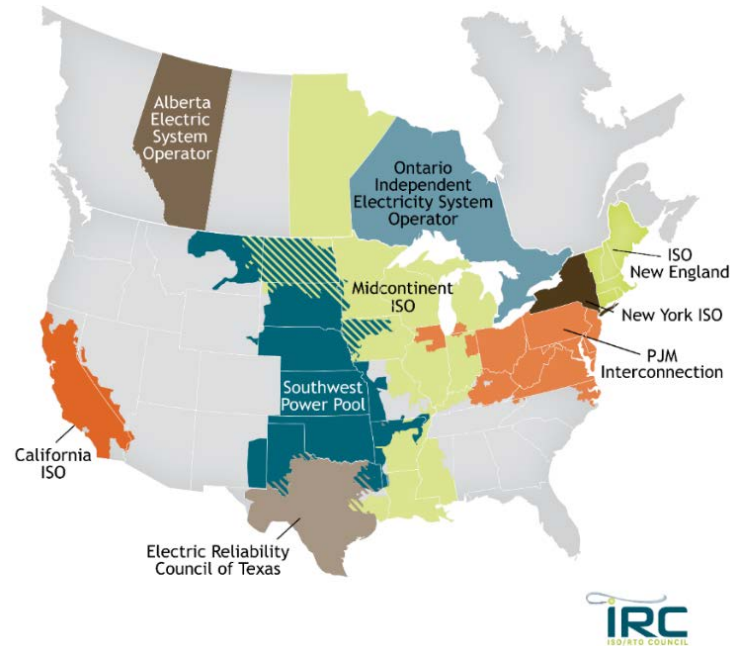 Alberta
Electric
System
Operator
Ontario
Independent
Electricity System
Operator
ISO
New England
Midcontinent
ISO
New York ISO
PJM
Interconnection
Southwest
Power Pool
California
ISO
Electric Reliability
Council of Texas
IRC
ISO/RTO COUNCIL